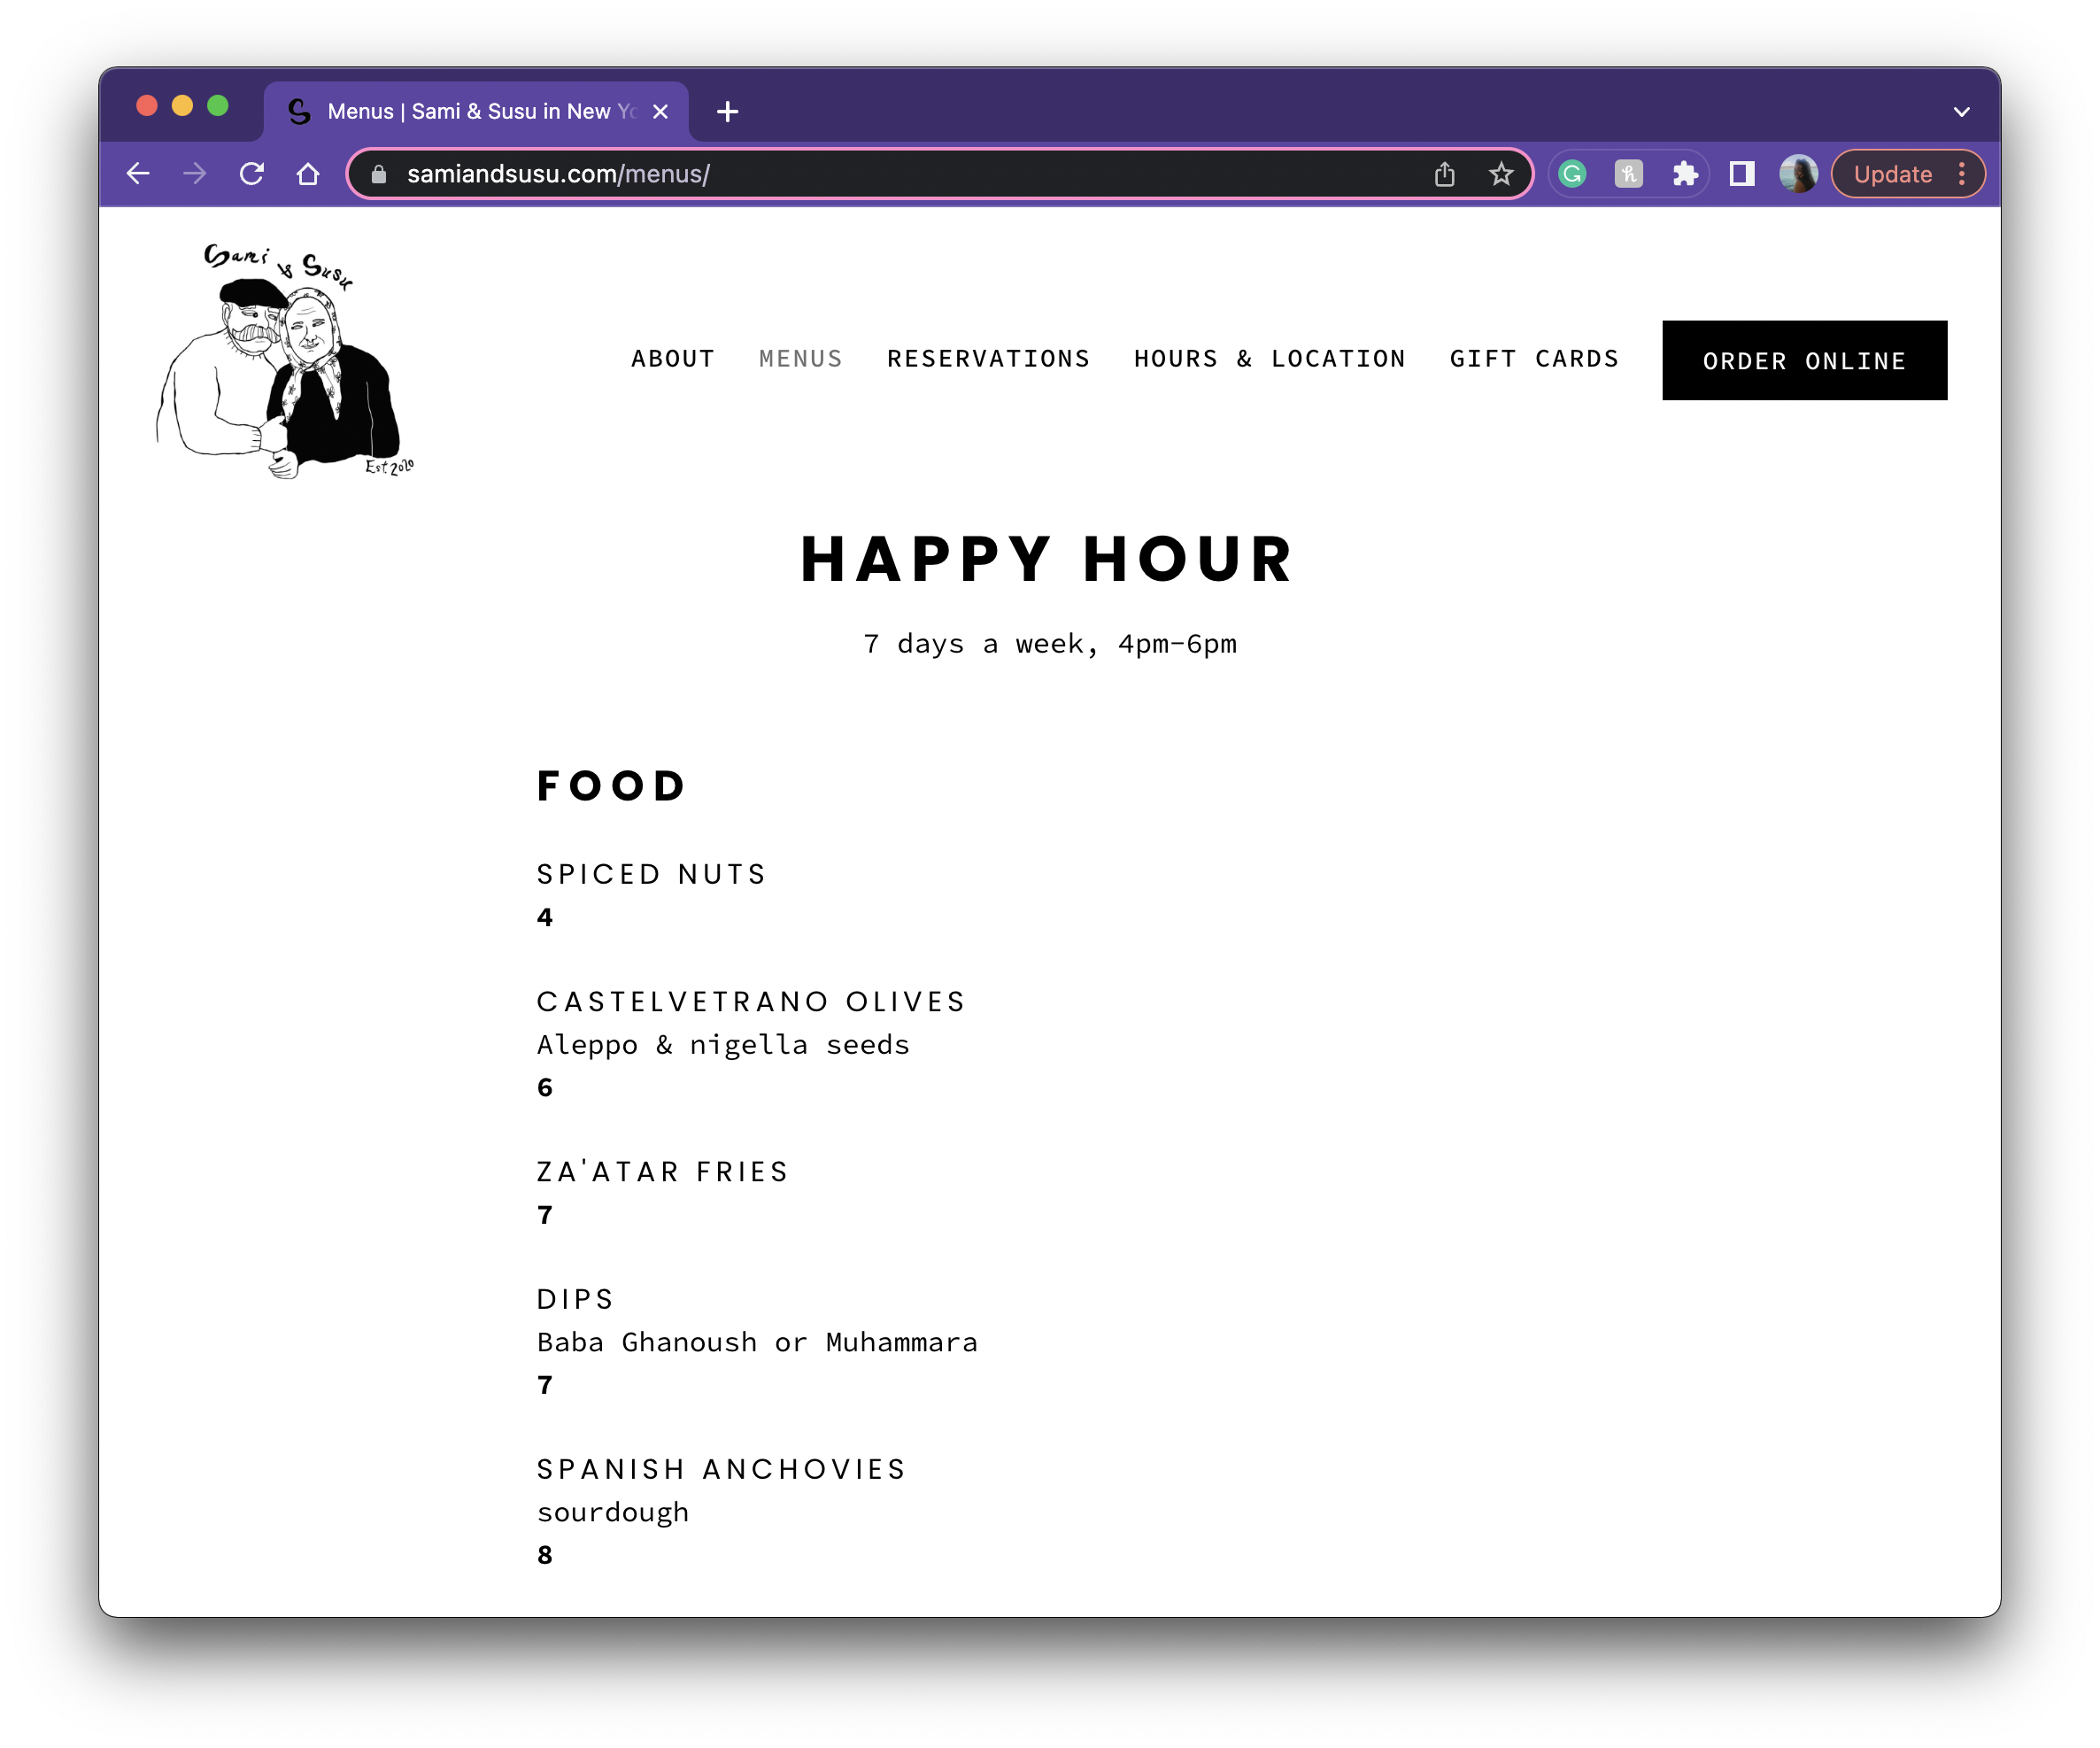 Menus | Sami & Susu in New Yo
samiandsusu.com/menus/
Update
Sami & Susu
Est 2020
ABOUT
MENUS
RESERVATIONS
HOURS & LOCATION
GIFT CARDS
ORDER ONLINE
HAPPY HOUR
7 days a week, 4pm-6pm
FOOD
SPICED NUTS
4
CASTELVETRANO OLIVES
Aleppo & nigella seeds
6
ZA'ATAR FRIES
7
DIPS
Baba Ghanoush or Muhammara
7
SPANISH ANCHOVIES
sourdough
8